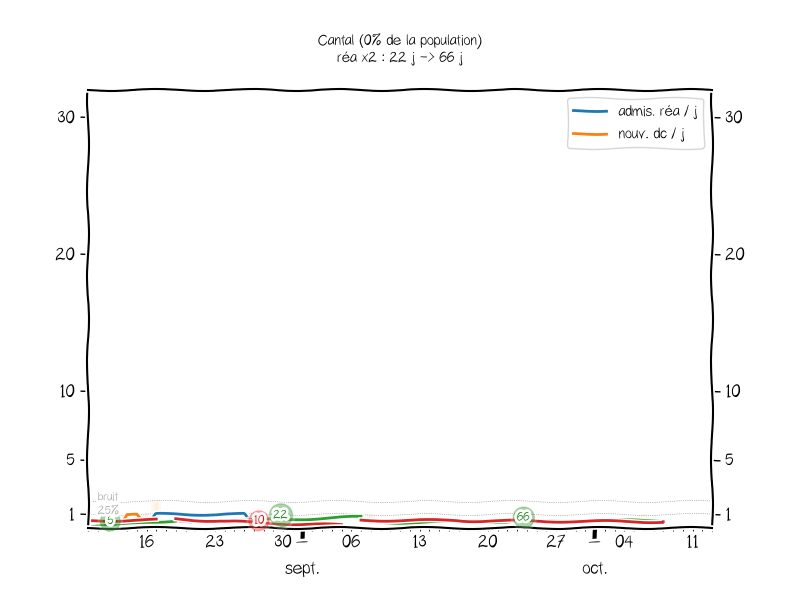 Cantal (0% de la population)
réa x2 : 22 j -> 66 j
admis. réa / j
nouv. dc / j
30
30
20
20
10
10
5
5
bruit
25%
1
1
5
10
22
66
16 23 30 06 13 20 27 04 11
sept. oct.